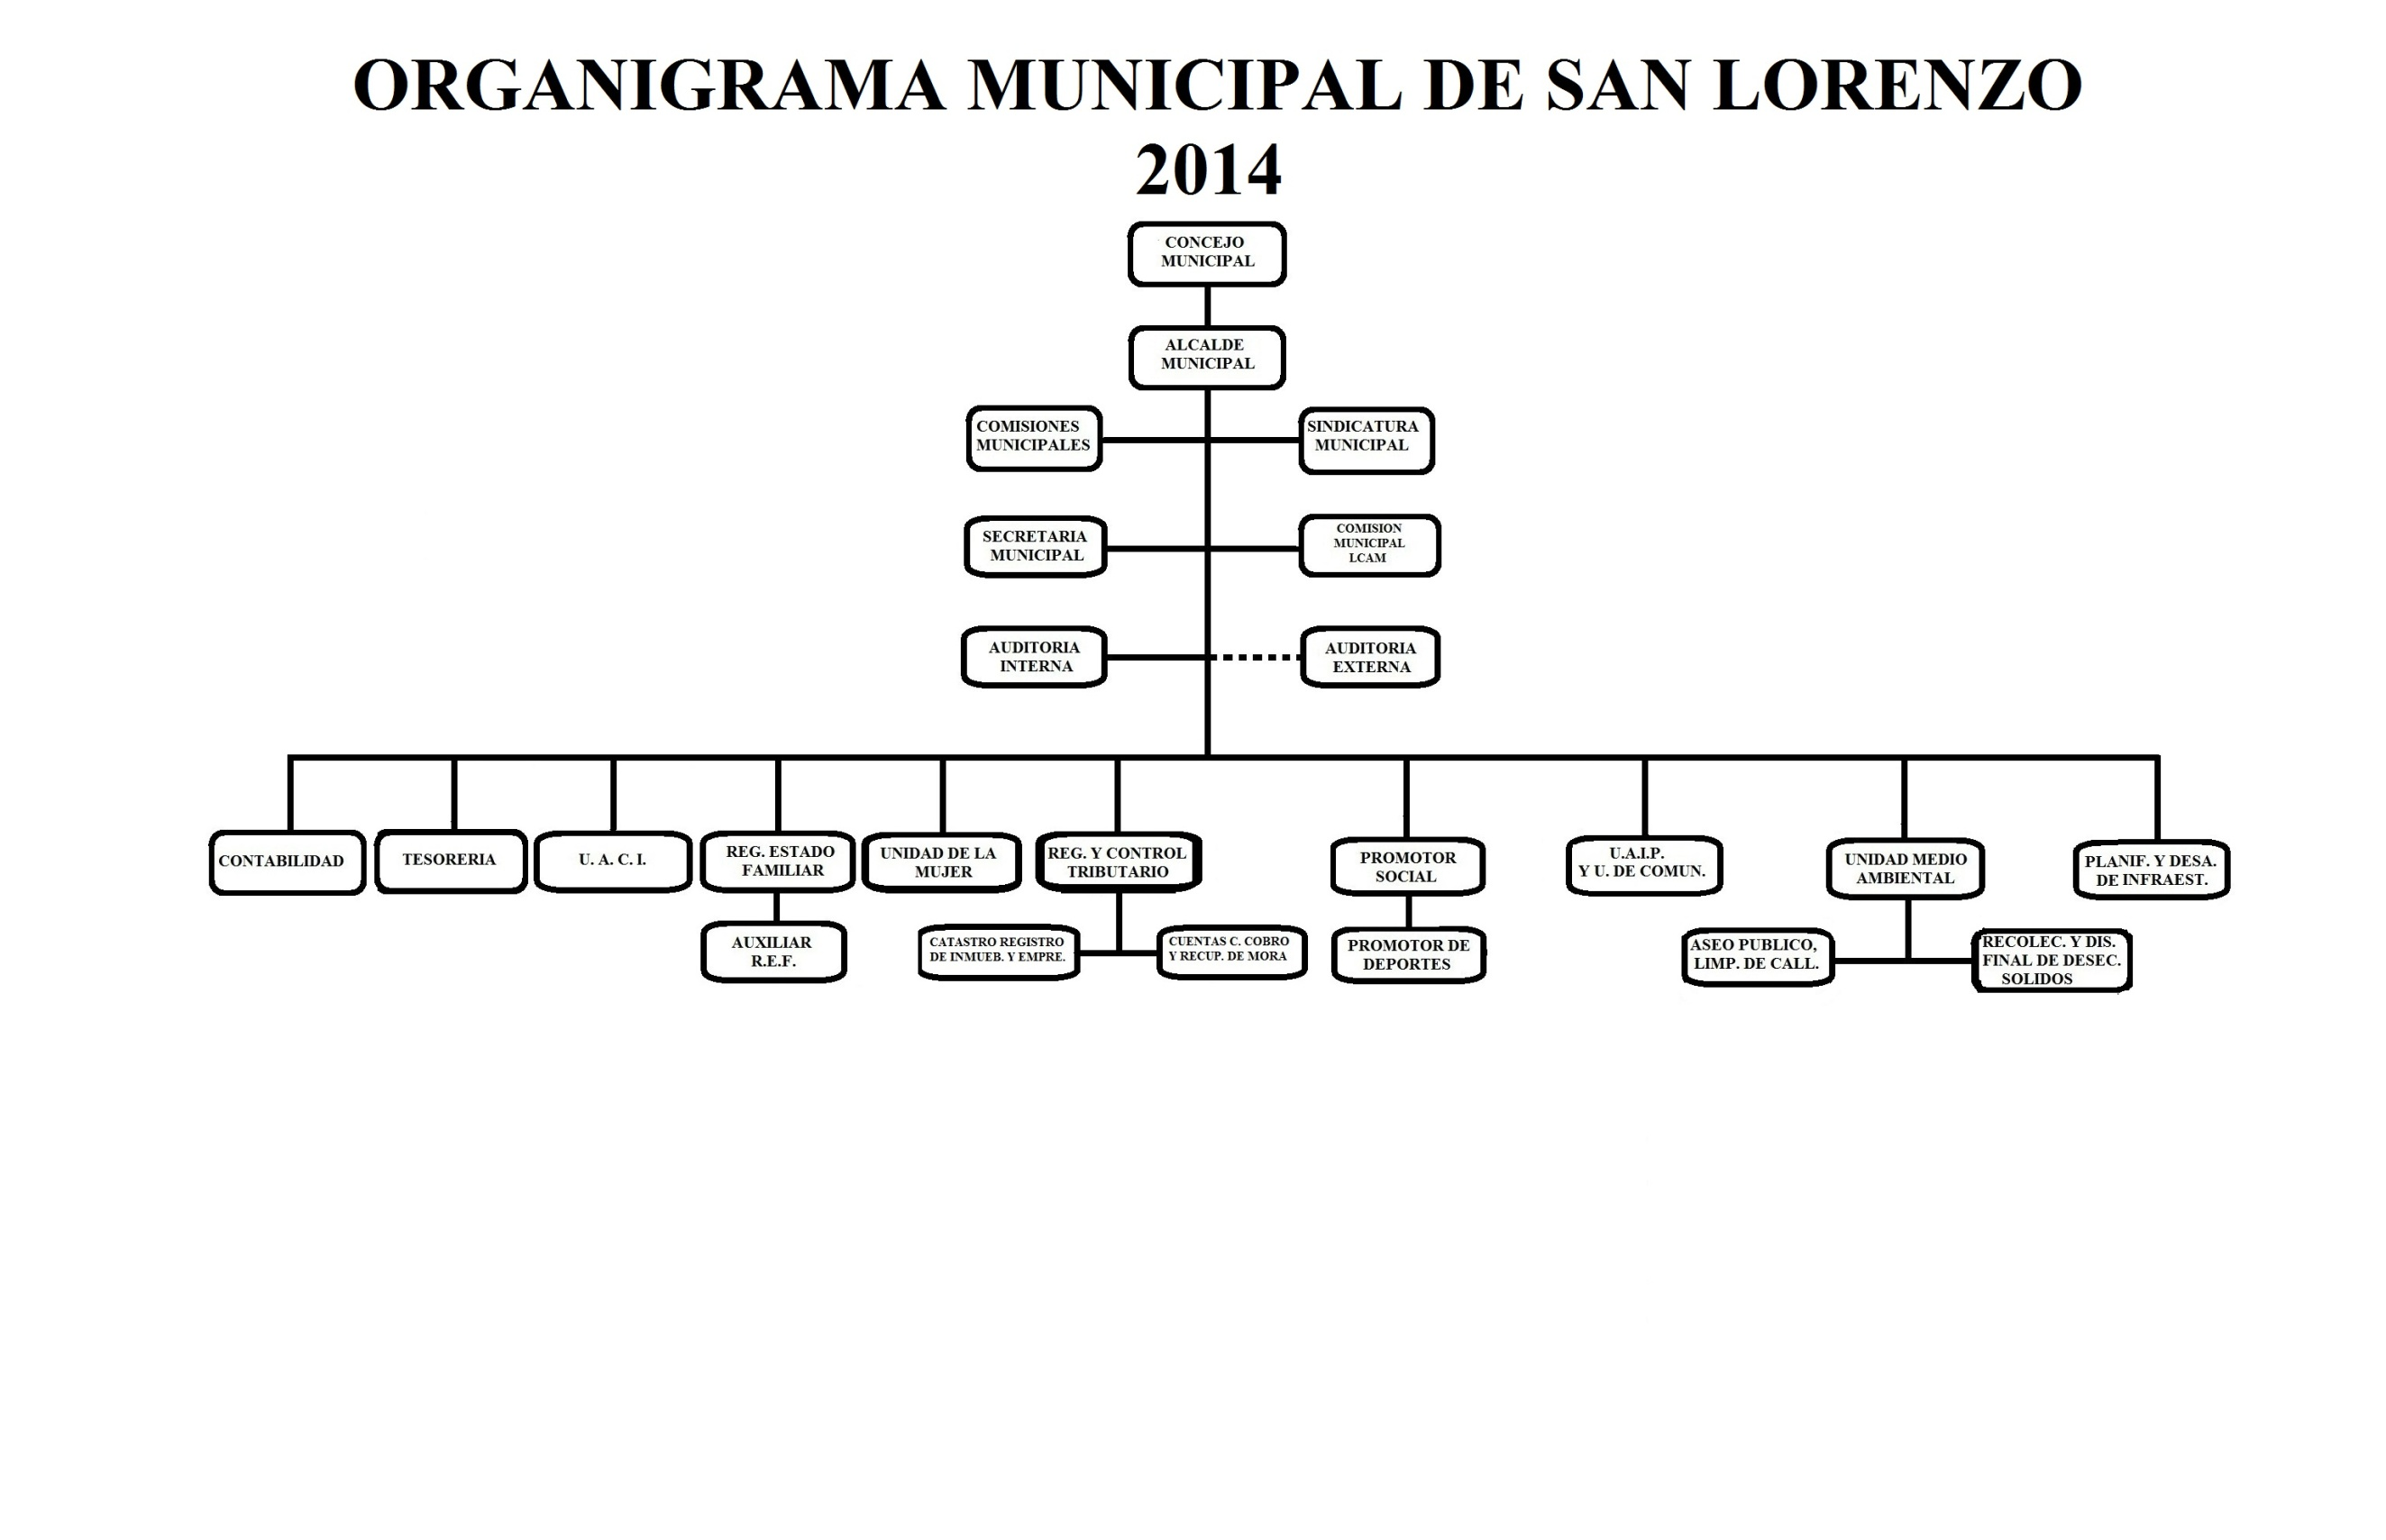 ORGANIGRAMA MUNICIPAL DE SAN LORENZO
2014
CONCEJO
MUNICIPAL
ALCALDE
MUNICIPAL
COMISIONES
MUNICIPALES
SINDICATURA
MUNICIPAL
SECRETARIA
MUNICIPAL
COMISION
MUNICIPAL
LCAM
AUDITORIA
INTERNA
AUDITORIA
EXTERNA
CONTABILIDAD
TESORERIA
U. A. C. I.
REG. ESTADO
FAMILIAR
UNIDAD DE LA
MUJER
REG. Y CONTROL
TRIBUTARIO
PROMOTOR
SOCIAL
U.A.I.P.
Y U. DE COMUN.
UNIDAD MEDIO
AMBIENTAL
PLANIF. Y DESA.
DE INFRAEST.
AUXILIAR
R.E.F.
CATASTRO REGISTRO
DE INMUEB. Y EMPRE.
CUENTAS C. COBRO
Y RECUP. DE MORA
PROMOTOR DE
DEPORTES
ASEO PUBLICO,
LIMP. DE CALL.
RECOLEC. Y DIS.
FINAL DE DESEC.
SOLIDOS